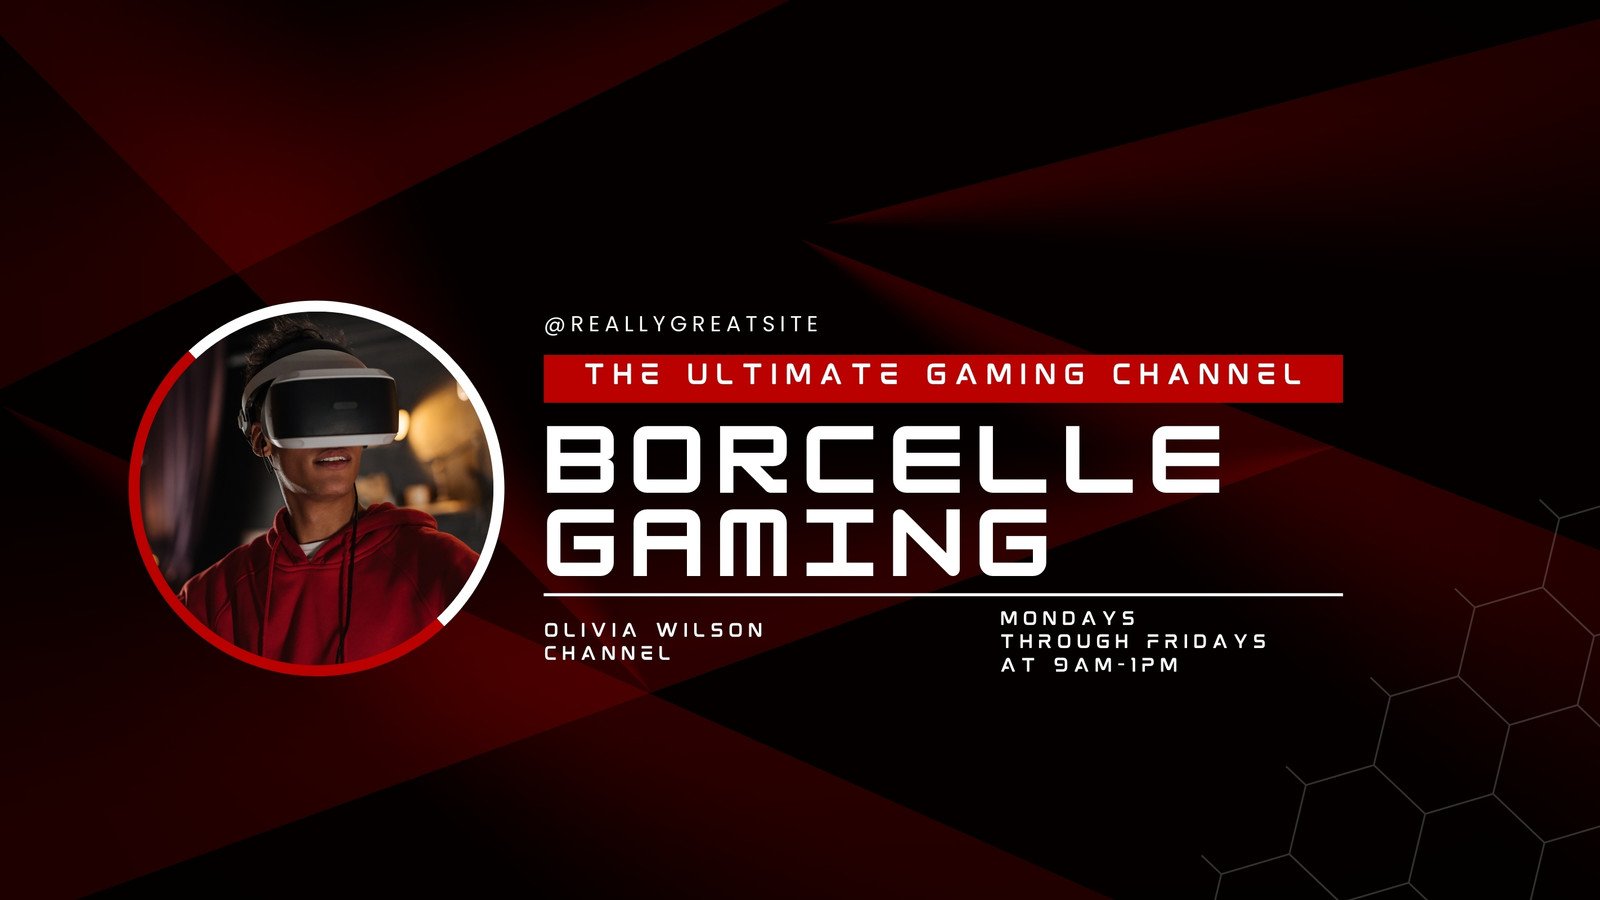 @REALLYGREATSITE
THE ULTIMATE GAMING CHANNEL
BORCELLE
GAMING
OLIVIA WILSON
CHANNEL
MONDAYS
THROUGH FRIDAYS
AT 9AM-1PM